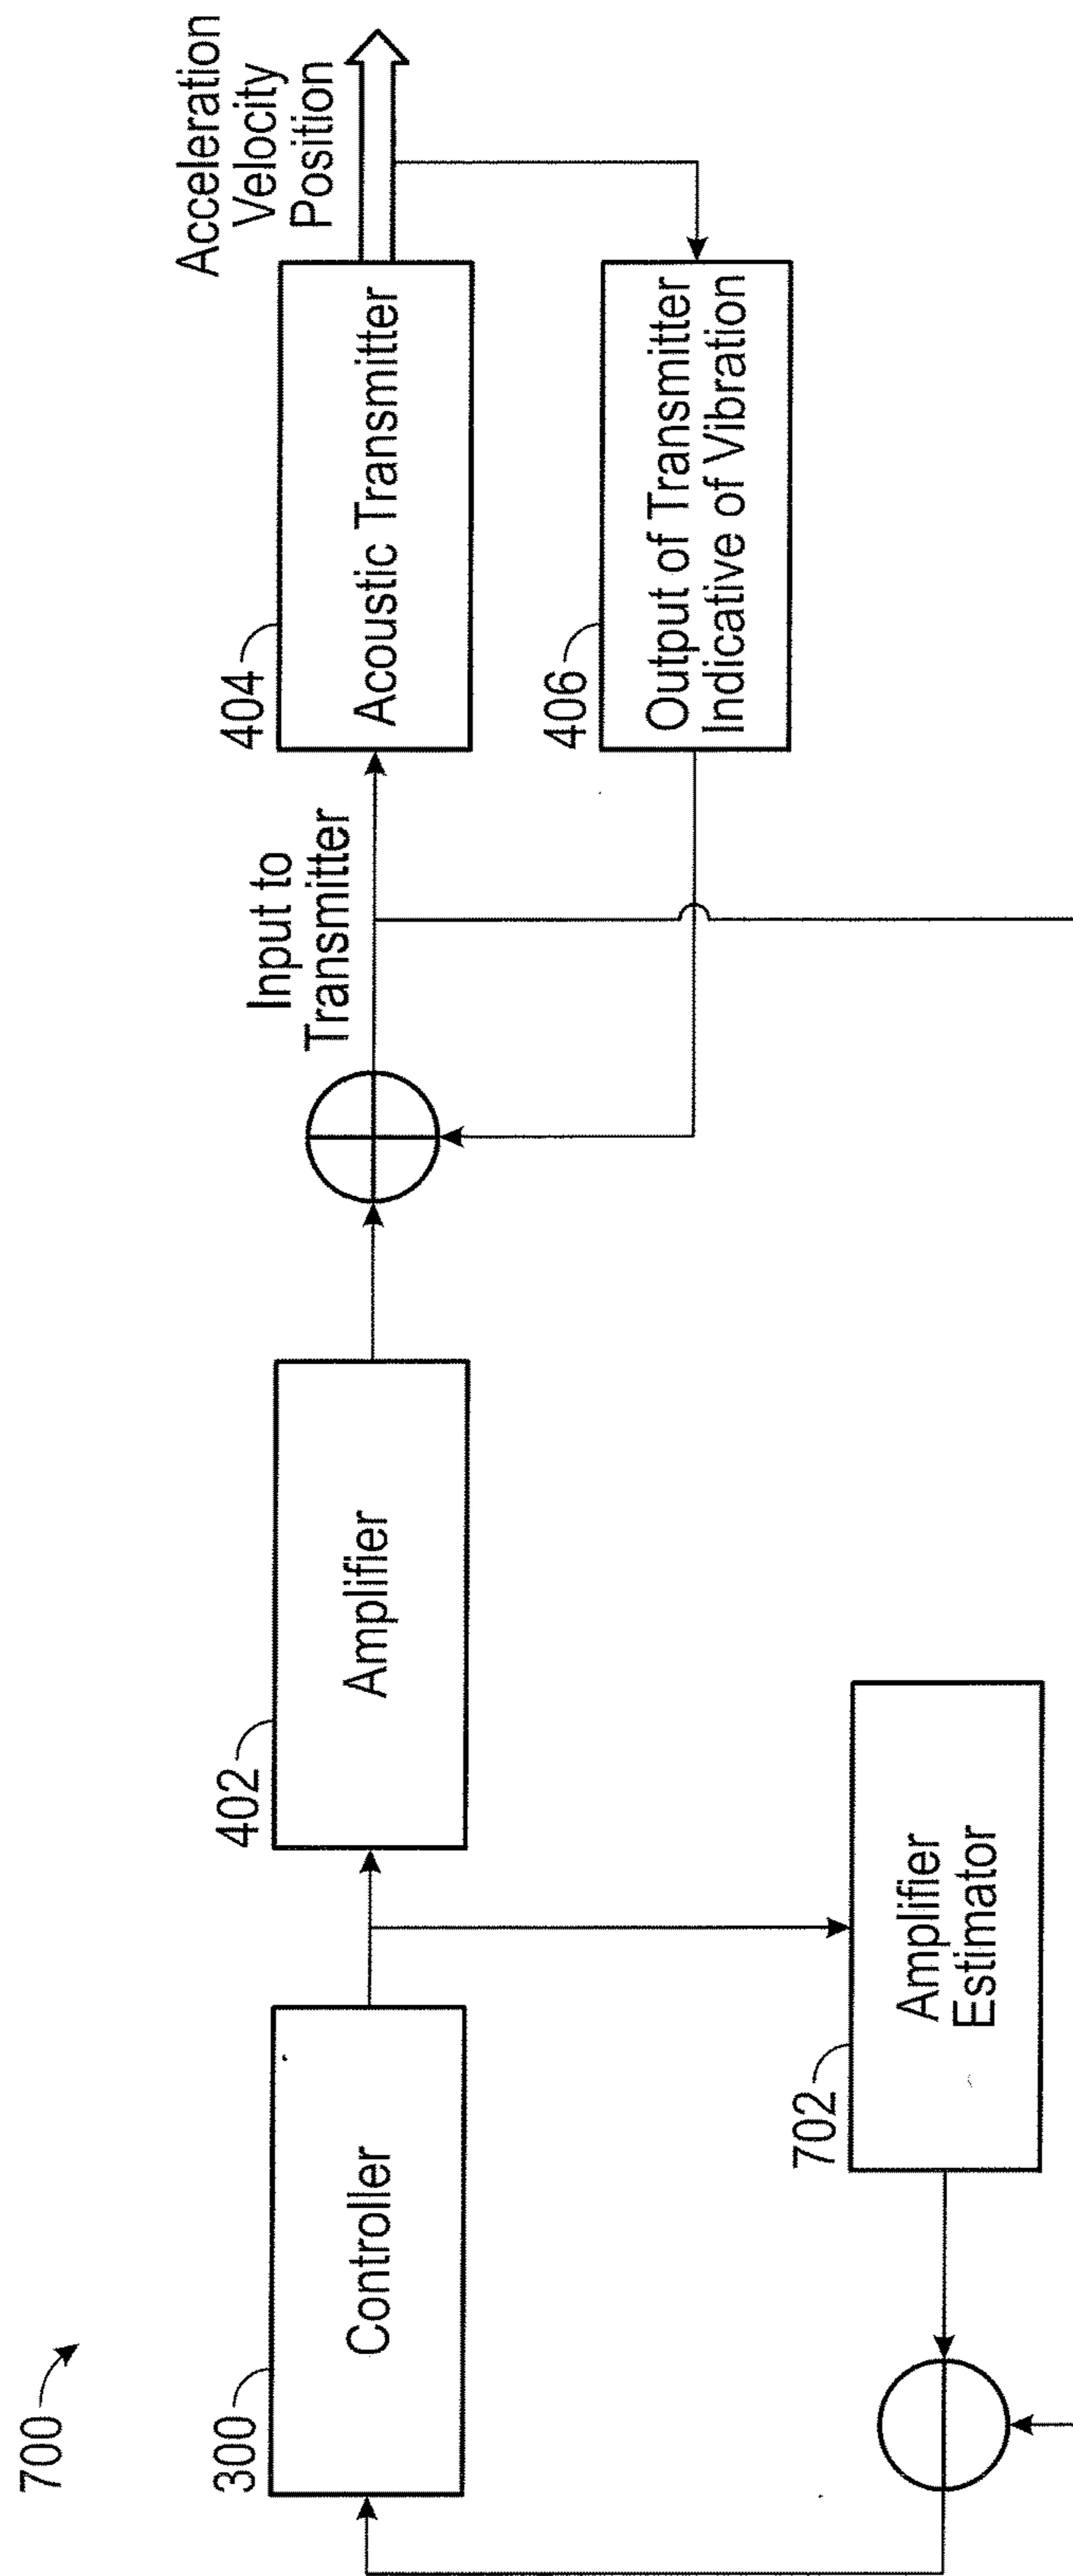 700
300
Controller
402
Amplifier
Input to
Transmitter
404
Acoustic Transmitter
Acceleration
Velocity
Position
406
Output of Transmitter
Indicative of Vibration
702
Amplifier
Estimator